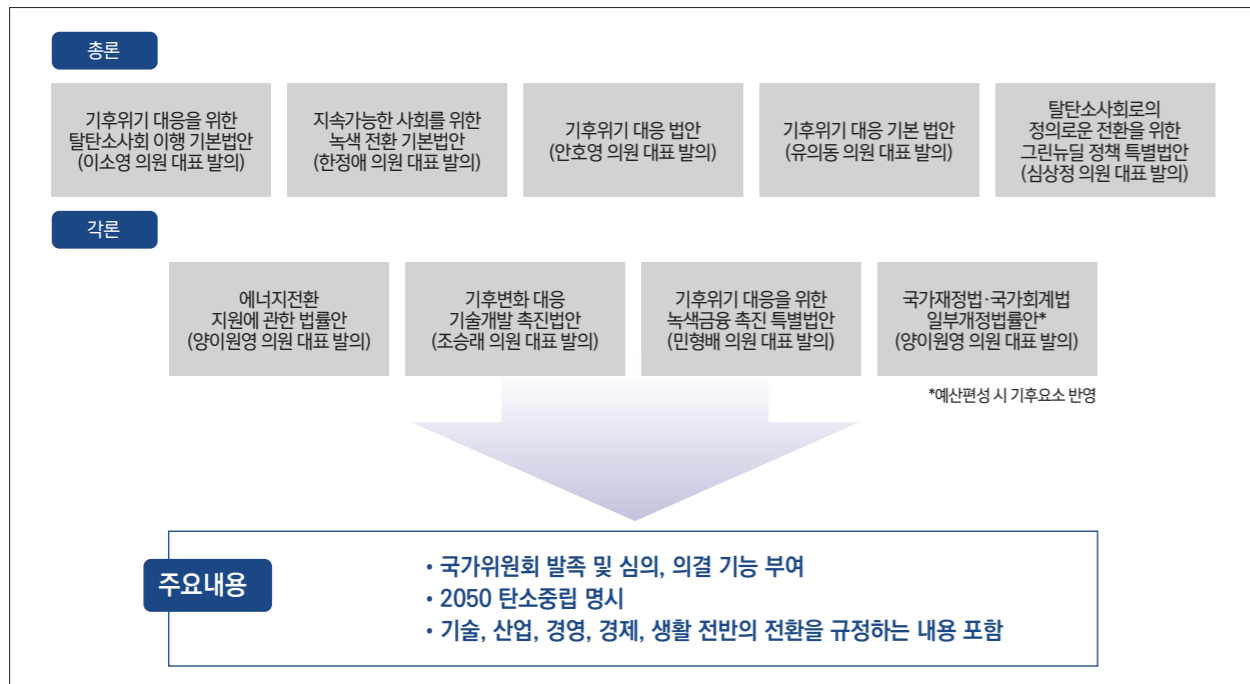 총론
기후위기 대응을 위한
탈탄소사회 이행 기본법안
(이소영 의원 대표 발의)
지속가능한 사회를 위한
녹색 전환 기본법안
(한정애 의원 대표 발의)
기후위기 대응 법안
(안호영 의원 대표 발의)
기후위기 대응 기본 법안
(유의동 의원 대표 발의)
탈탄소사회로의
정의로운 전환을 위한
그린뉴딜 정책 특별법안
(심상정 의원 대표 발의)
각론
에너지전환
지원에 관한 법률안
(양이원영 의원 대표 발의)
기후변화 대응
기술개발 촉진법안
(조승래 의원 대표 발의)
기후위기 대응을 위한
녹색금융 촉진 특별법안
(민형배 의원 대표 발의)
국가재정법·국가회계법
일부개정법률안*
(양이원영 의원 대표 발의)
*예산편성 시 기후요소 반영
주요내용
• 국가위원회 발족 및 심의, 의결 기능 부여
• 2050 탄소중립 명시
• 기술, 산업, 경영, 경제, 생활 전반의 전환을 규정하는 내용 포함